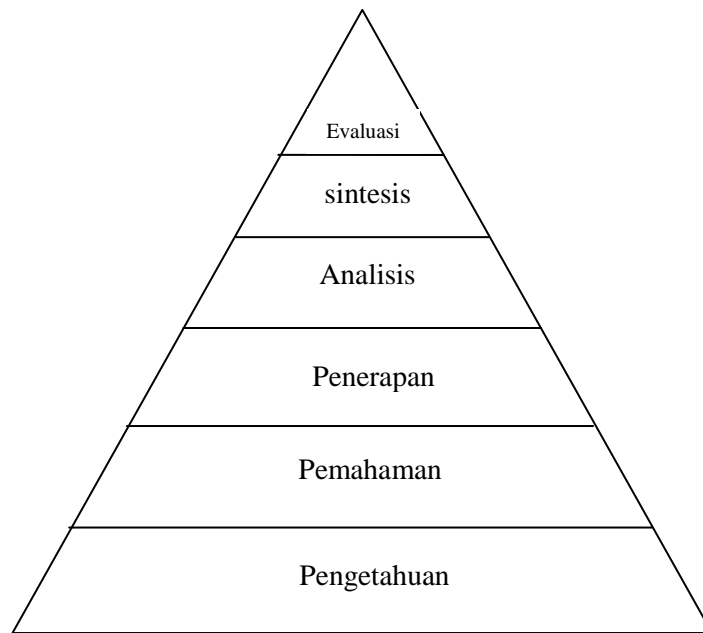 Evaluasi
sintesis
Analisis
Penerapan
Pemahaman
Pengetahuan